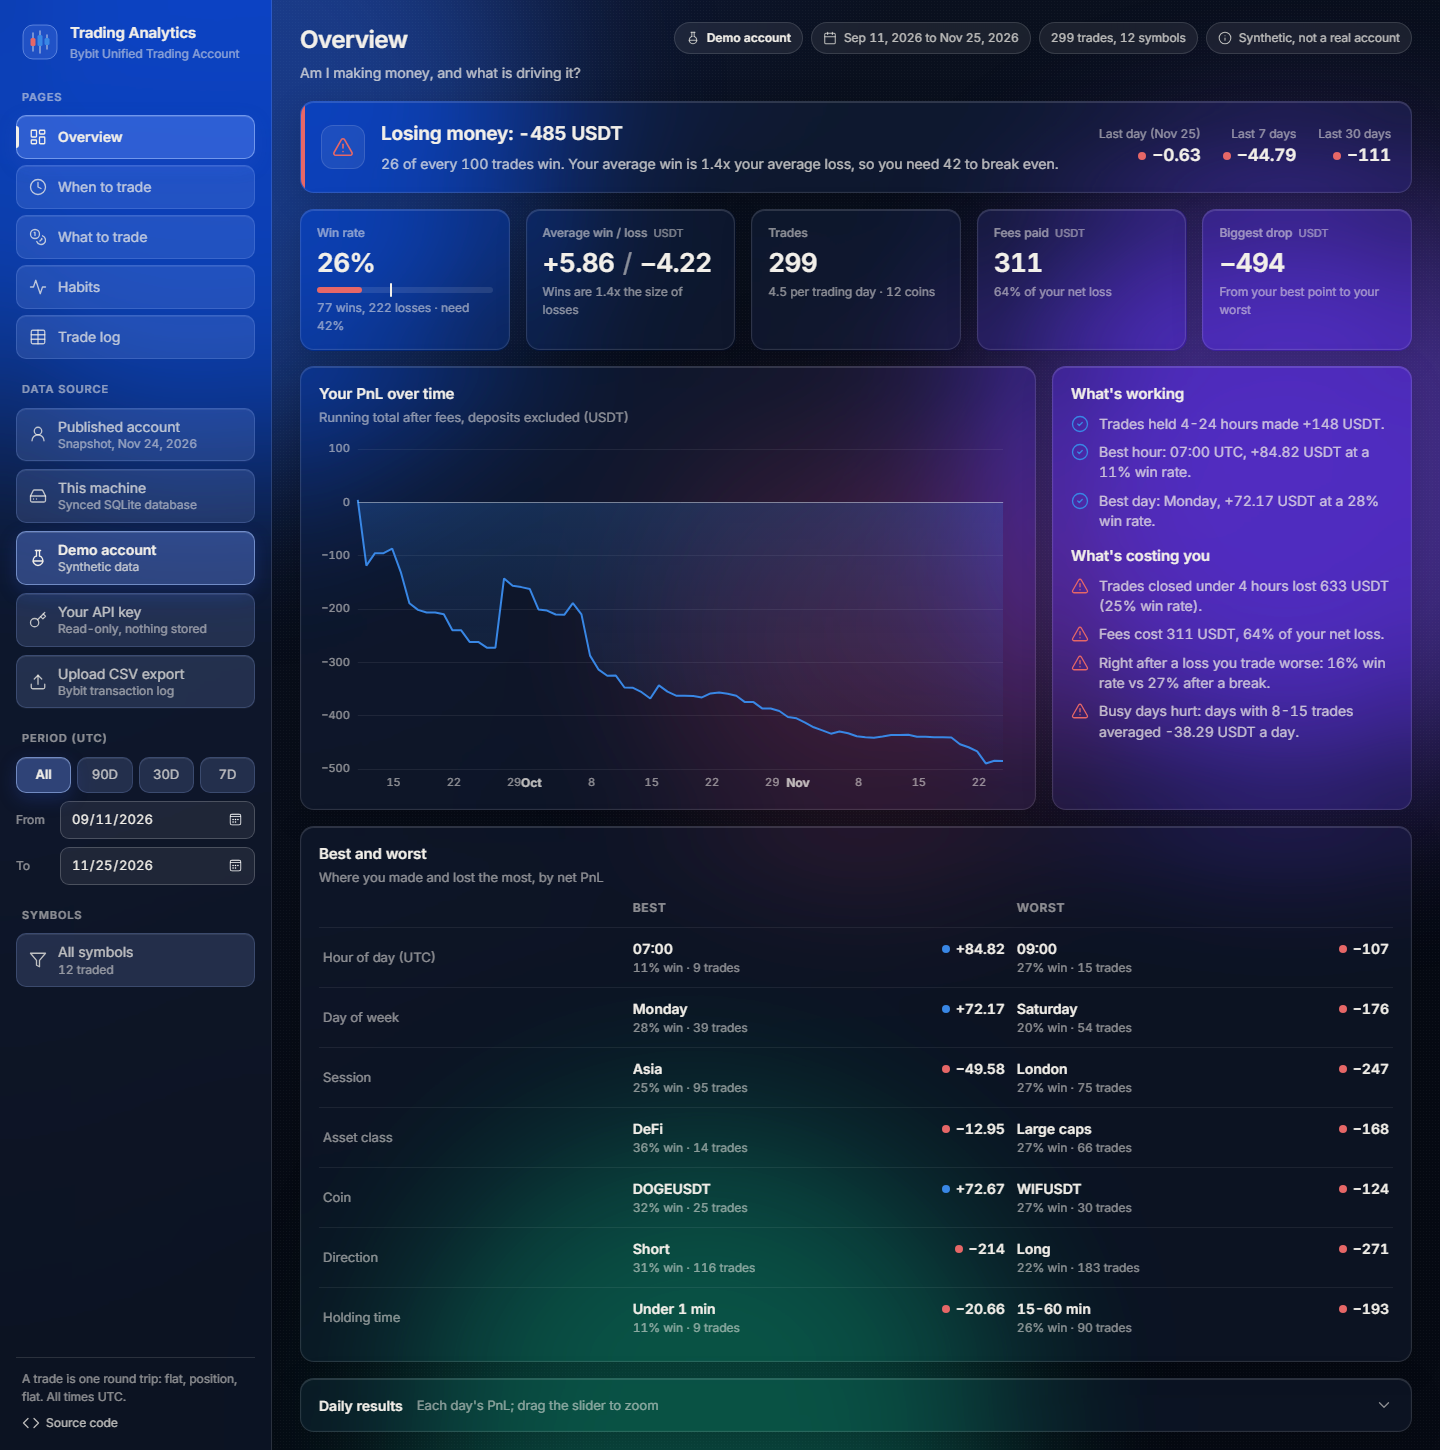 Trading Analytics
Bybit Unified Trading Account
PAGES
Overview
When to trade
What to trade
Habits
Trade log
DATA SOURCE
Published account
Snapshot, Nov 24, 2026
This machine
Synced SQLite database
Demo account
Synthetic data
Your API key
Read-only, nothing stored
Upload CSV export
Bybit transaction log
PERIOD (UTC)
All 90D 30D 7D
From 09/11/2026
To 11/25/2026
SYMBOLS
All symbols
12 traded
A trade is one round trip: flat, position,
flat. All times UTC.
Source code
Overview
Am I making money, and what is driving it?
Demo account
Sep 11, 2026 to Nov 25, 2026
299 trades, 12 symbols
Synthetic, not a real account
Losing money: -485 USDT
26 of every 100 trades win. Your average win is 1.4x your average loss, so you need 42 to break even.
Last day (Nov 25) Last 7 days Last 30 days
−0.63 −44.79 −111
Win rate
26%
77 wins, 222 losses · need
42%
Average win / loss USDT
+5.86 / −4.22
Wins are 1.4x the size of
losses
Trades
299
4.5 per trading day · 12 coins
Fees paid USDT
311
64% of your net loss
Biggest drop USDT
−494
From your best point to your
worst
Your PnL over time
Running total after fees, deposits excluded (USDT)
100
0
−100
−200
−300
−400
−500
15 22 29 Oct 8 15 22 29 Nov 8 15 22
What's working
Trades held 4-24 hours made +148 USDT.
Best hour: 07:00 UTC, +84.82 USDT at a
11% win rate.
Best day: Monday, +72.17 USDT at a 28%
win rate.
What's costing you
Trades closed under 4 hours lost 633 USDT
(25% win rate).
Fees cost 311 USDT, 64% of your net loss.
Right after a loss you trade worse: 16% win
rate vs 27% after a break.
Busy days hurt: days with 8-15 trades
averaged -38.29 USDT a day.
Best and worst
Where you made and lost the most, by net PnL
BEST WORST
Hour of day (UTC) 07:00 +84.82 09:00 −107
11% win · 9 trades 27% win · 15 trades
Day of week Monday +72.17 Saturday −176
28% win · 39 trades 20% win · 54 trades
Session Asia −49.58 London −247
25% win · 95 trades 27% win · 75 trades
Asset class DeFi −12.95 Large caps −168
36% win · 14 trades 27% win · 66 trades
Coin DOGEUSDT +72.67 WIFUSDT −124
32% win · 25 trades 27% win · 30 trades
Direction Short −214 Long −271
31% win · 116 trades 22% win · 183 trades
Holding time Under 1 min −20.66 15-60 min −193
11% win · 9 trades 26% win · 90 trades
Daily results Each day's PnL; drag the slider to zoom